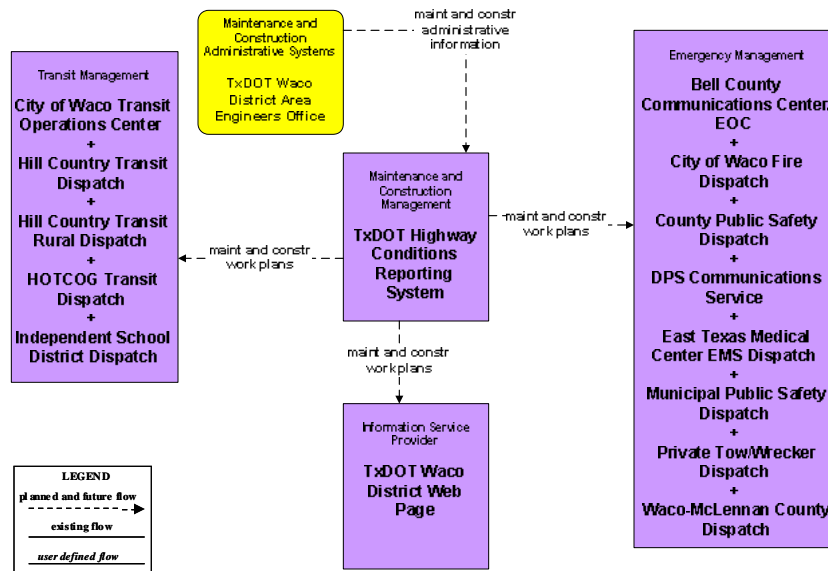 Maintenance and
Construction
Administrative Systems
TxDOT Waco
District Area
Engineers Office
maint and constr
administrative
information
Transit Management
City of Waco Transit
Operations Center
+
Hill Country Transit
Dispatch
+
Hill Country Transit
Rural Dispatch
+
HOTCOG Transit
Dispatch
+
Independent School
District Dispatch
maint and constr
work plans
Maintenance and
Construction
Management
TxDOT Highway
Conditions
Reporting
System
maint and constr
work plans
Emergency Management
Bell County
Communications Center,
EOC
+
City of Waco Fire
Dispatch
+
County Public Safety
Dispatch
+
DPS Communications
Service
+
East Texas Medical
Center EMS Dispatch
+
Municipal Public Safety
Dispatch
+
Private Tow/Wrecker
Dispatch
+
Waco-McLennan County
Dispatch
maint and constr
work plans
Information Service
Provider
TxDOT Waco
District Web
Page
LEGEND
planned and future flow
existing flow
user defined flow